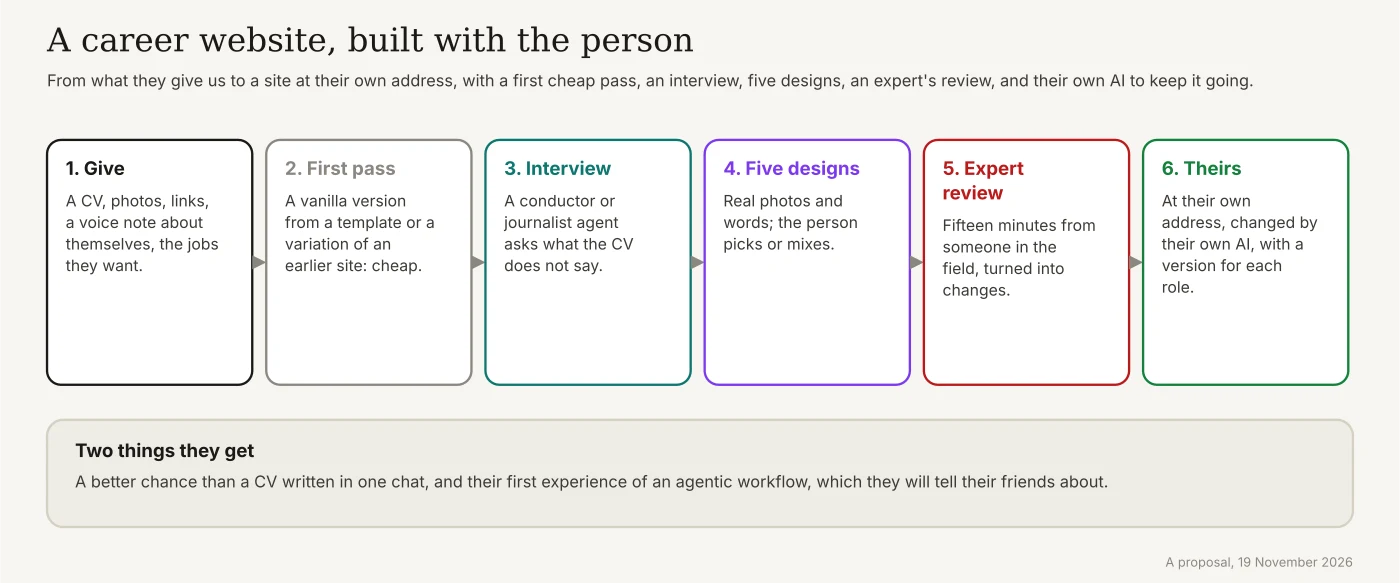 A career website, built with the person
From what they give us to a site at their own address, with a first cheap pass, an interview, five designs, an expert's review, and their own AI to keep it going.
1. Give
A CV, photos, links,
a voice note about
themselves, the jobs
they want.
2. First pass
A vanilla version
from a template or a
variation of an
earlier site: cheap.
3. Interview
A conductor or
journalist agent
asks what the CV
does not say.
4. Five designs
Real photos and
words; the person
picks or mixes.
5. Expert
review
Fifteen minutes from
someone in the
field, turned into
changes.
6. Theirs
At their own
address, changed by
their own AI, with a
version for each
role.
Two things they get
A better chance than a CV written in one chat, and their first experience of an agentic workflow, which they will tell their friends about.
A proposal, 19 November 2026